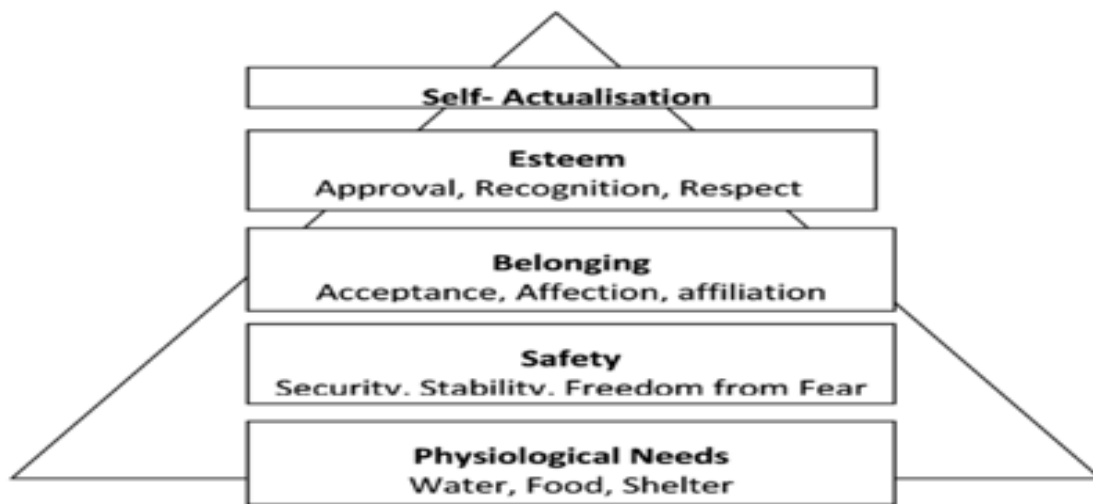 Self- Actualisation
Esteem
Approval, Recognition, Respect
Belonging
Acceptance, Affection, affiliation
Safety
Security, Stability, Freedom from Fear
Physiological Needs
Water, Food, Shelter